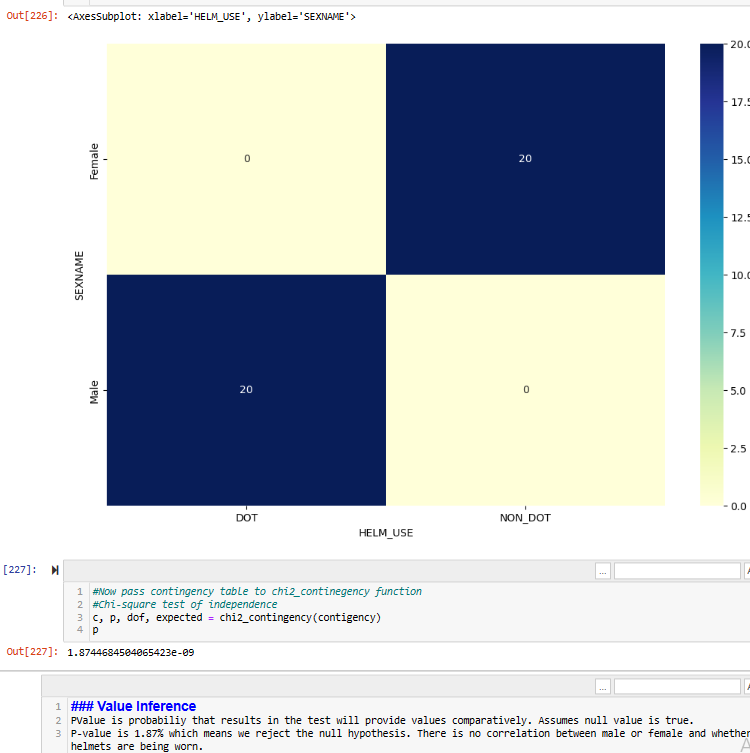 Out[226]: <AxesSubplot: xlabel='HELM_USE', ylabel='SEXNAME'>
20.0
17.5
0 20
Female
15.0
12.5
SEXNAME
10.0
7.5
20 0
Male
5.0
2.5
0.0
DOT NON_DOT
HELM_USE
[227]:
...
1 #Now pass contingency table to chi2_continegency function
2 #Chi-square test of independence
3 c, p, dof, expected = chi2_contingency(contigency)
4 p
Out[227]: 1.8744684504065423e-09
...
1 ### Value Inference
2 PValue is probabiliy that results in the test will provide values comparatively. Assumes null value is true.
3 P-value is 1.87% which means we reject the null hypothesis. There is no correlation between male or female and whethe
helmets are being worn.